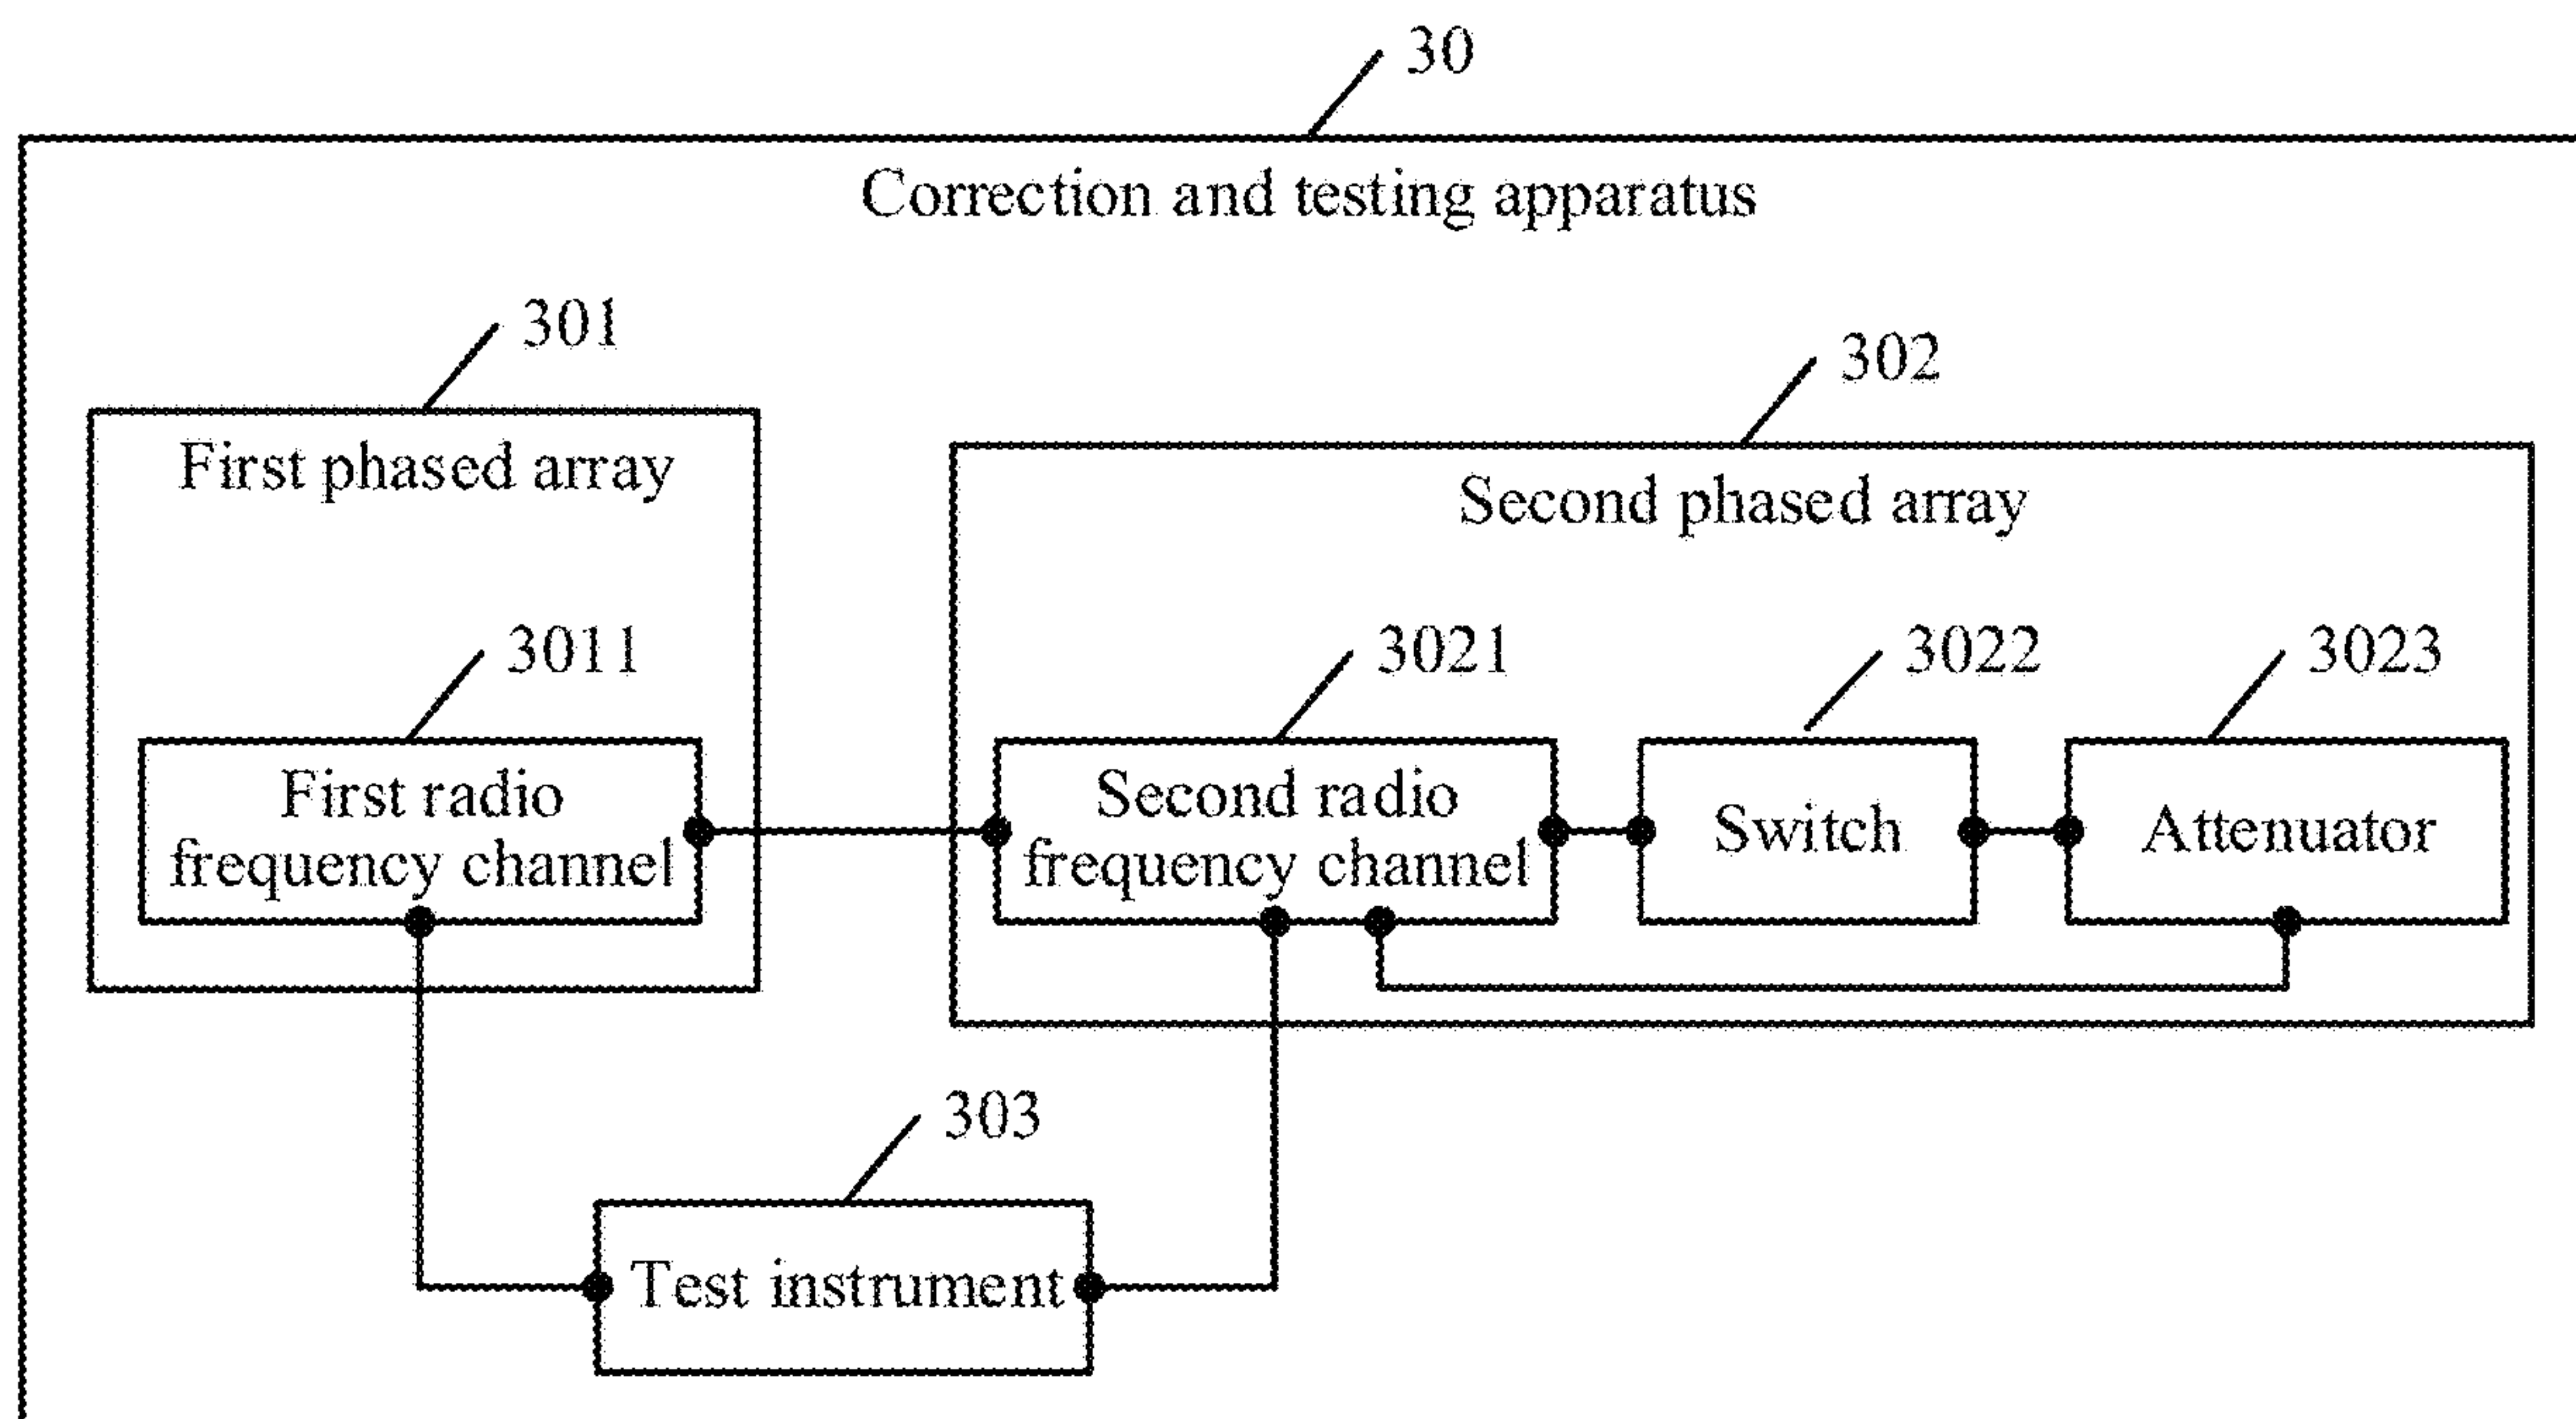 30
Correction and testing apparatus
301
302
First phased array
Second phased array
3011
3021
3022
3023
First radio
frequency channel
Second radio
frequency channel
Switch
Attenuator
303
Test instrument